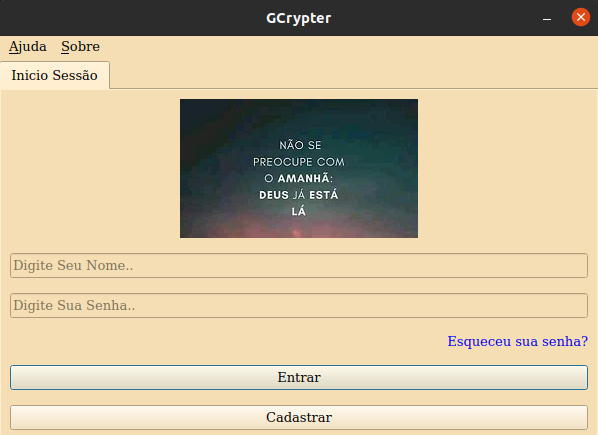 GCrypter
Ajuda Sobre
Inicio Sessão
NÃO SE
PREOCUPE COM
O AMANHÃ:
DEUS JÁ ESTÁ
LÁ
Digite Seu Nome..
Digite Sua Senha..
Esqueceu sua senha?
Entrar
Cadastrar